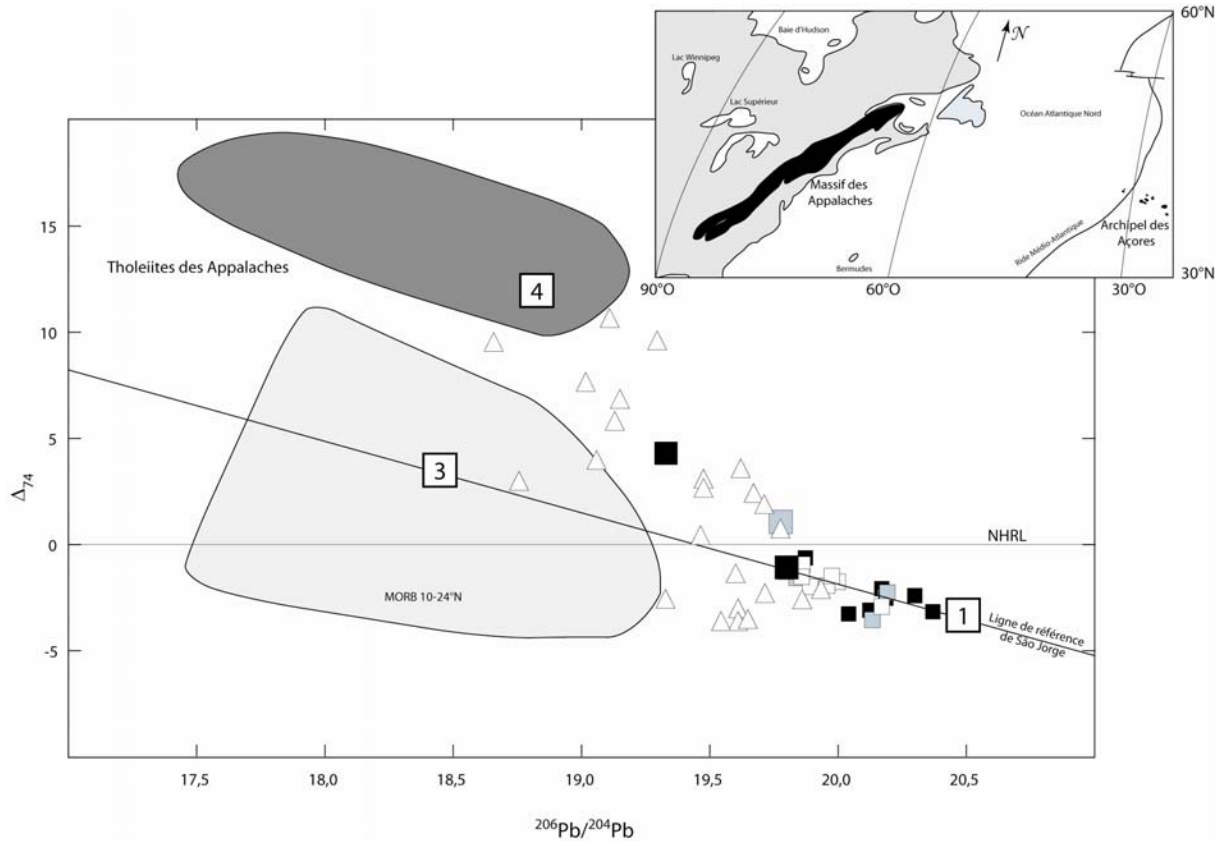 60°N
Baie d'Hudson
N
Lac Winnipeg
Lac Supérieur
Océan Atlantique Nord
Massif des
Appalaches
Ride Médio-Atlantique
Archipel des
Açores
Bermudes
30°N
90°O
60°O
30°O
15
10
5
0
-5
Δ74
Tholeiites des Appalaches
4
3
MORB 10-24°N
NHRL
1
Ligne de référence
de São Jorge
17,5
18,0
18,5
19,0
19,5
20,0
20,5
206Pb/204Pb